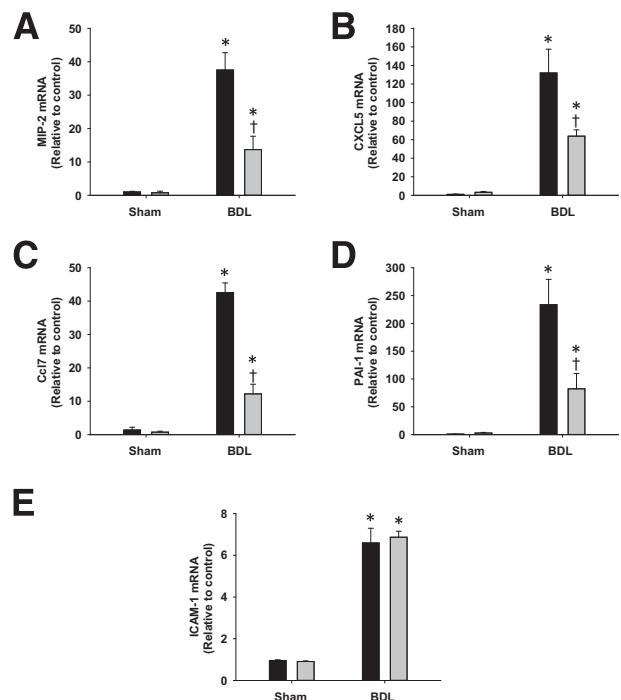 A
MIP-2 mRNA
(Relative to control)
50
40
30
20
10
0
*
*
†
Sham
BDL
B
CXCL5 mRNA
(Relative to control)
180
160
140
120
100
80
60
40
20
0
*
*
†
Sham
BDL
C
Ccl7 mRNA
(Relative to control)
50
40
30
20
10
0
*
*
†
Sham
BDL
D
PAI-1 mRNA
(Relative to control)
300
250
200
150
100
50
0
*
*
†
Sham
BDL
E
ICAM-1 mRNA
(Relative to control)
8
6
4
2
0
*
*
Sham
BDL